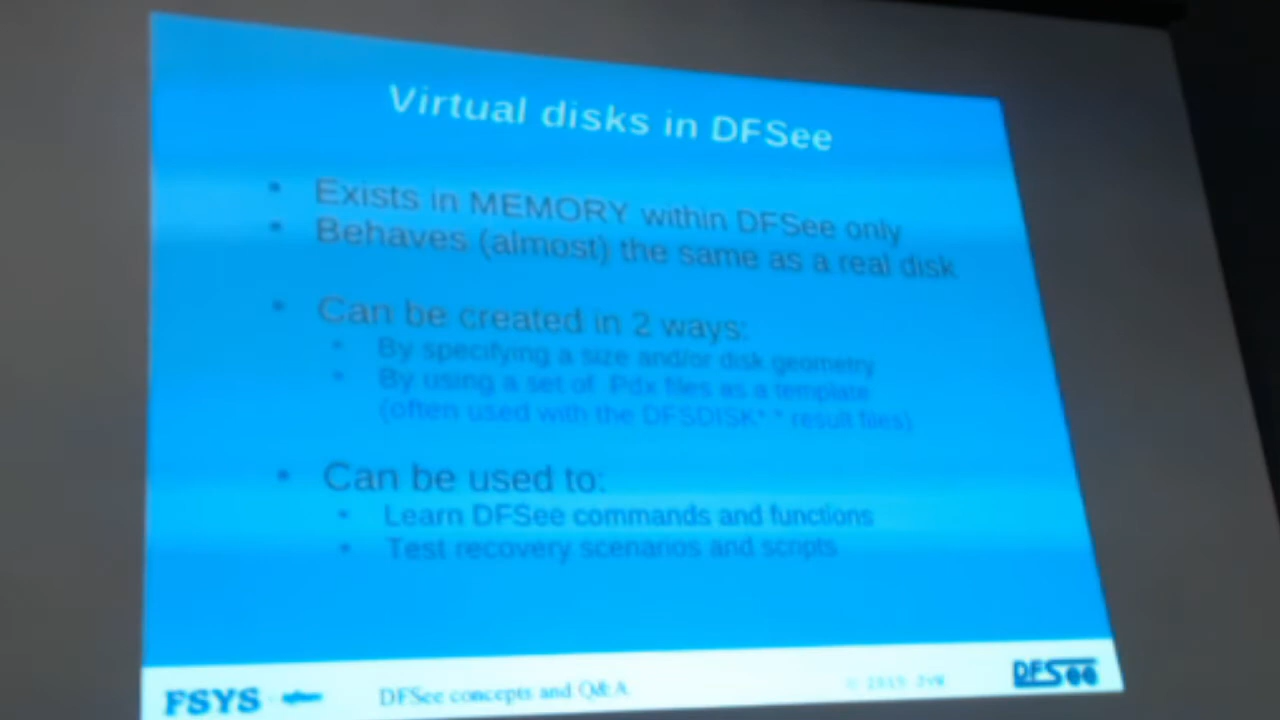 Virtual disks in DFSee
• Exists in MEMORY within DFSee only
• Behaves (almost) the same as a real disk
• Can be created in 2 ways:
• By specifying a size and/or disk geometry
• By using a set of Pdx files as a template
(often used with the DFSDISK*.* result files)
• Can be used to:
• Learn DFSee commands and functions
• Test recovery scenarios and scripts
FSYS
DFSee concepts and Q&A
DFSee